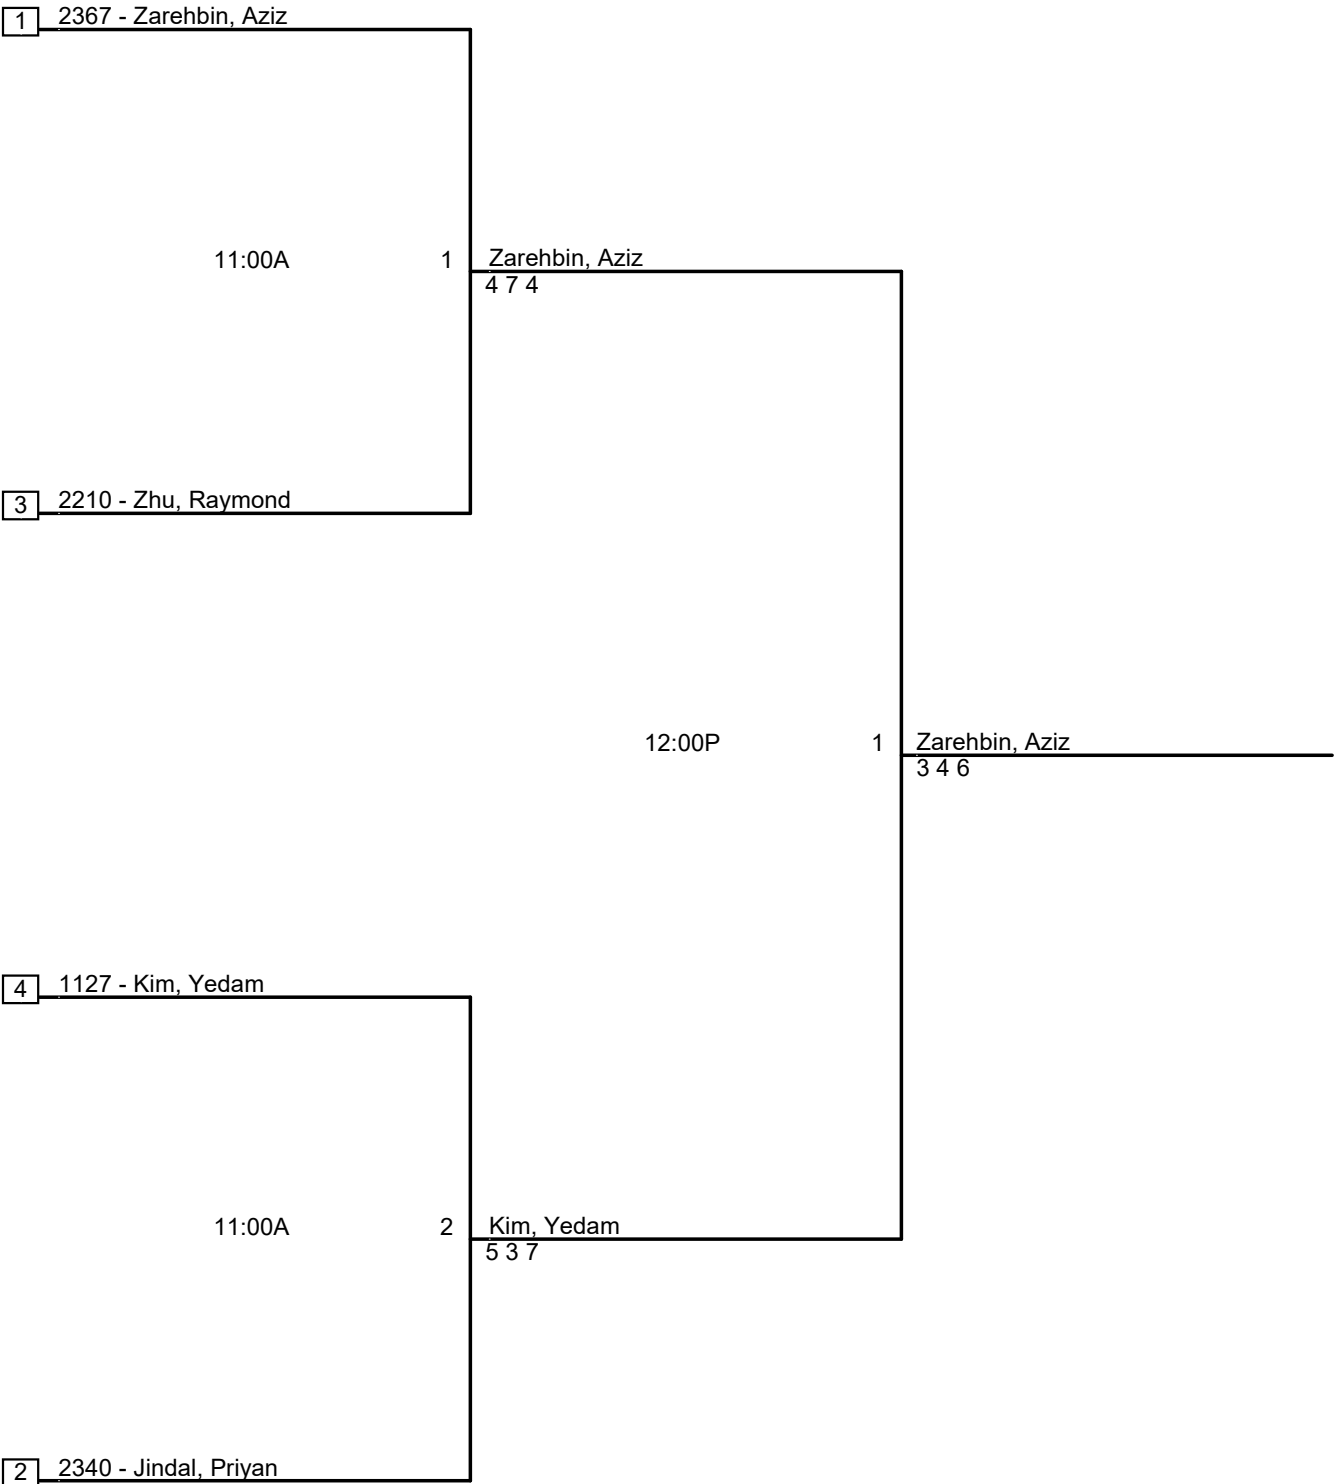 1 2367 - Zarehbin, Aziz
11:00A 1 Zarehbin, Aziz
4 7 4
3 2210 - Zhu, Raymond
12:00P 1 Zarehbin, Aziz
3 4 6
4 1127 - Kim, Yedam
11:00A 2 Kim, Yedam
5 3 7
2 2340 - Jindal, Priyan